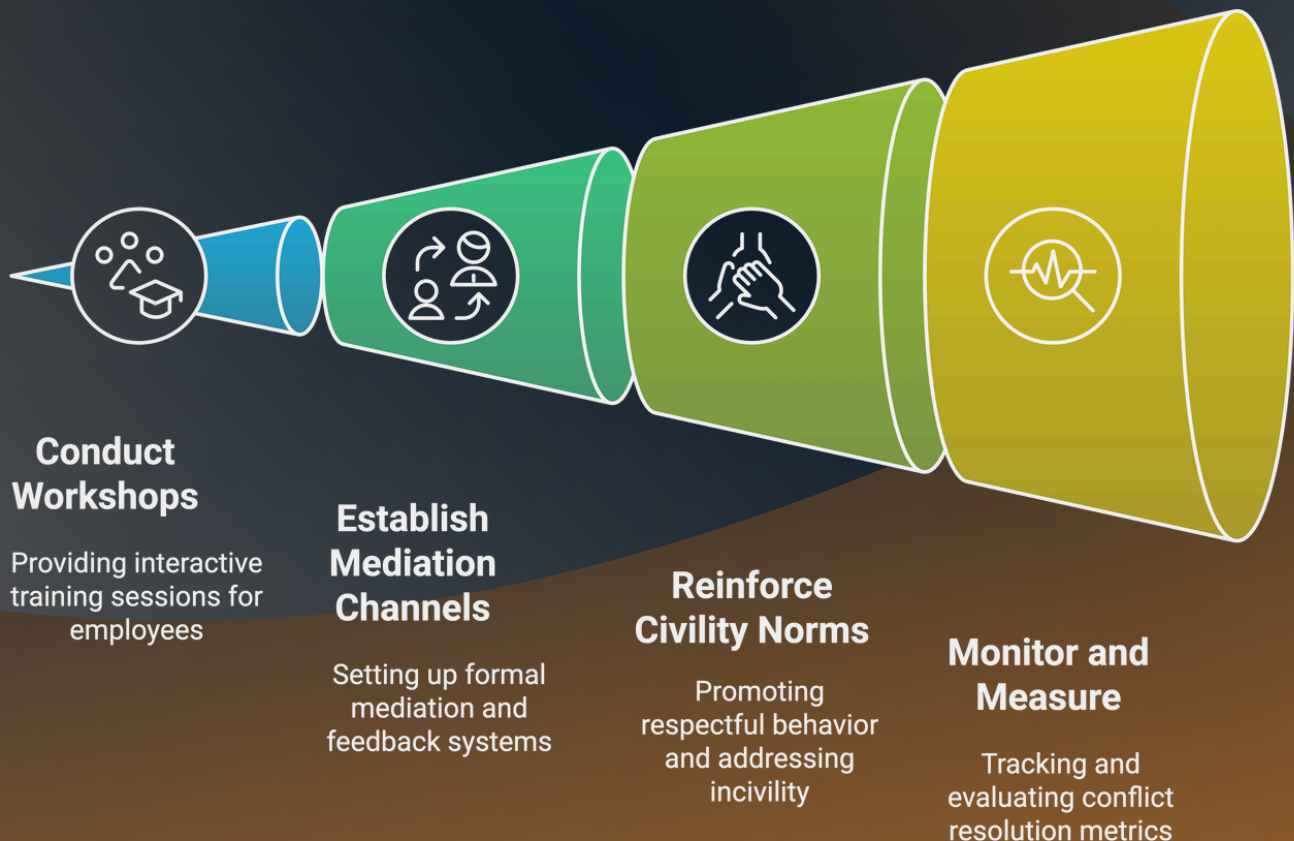 Conduct
Workshops
Providing interactive
training sessions for
employees
Establish
Mediation
Channels
Setting up formal
mediation and
feedback systems
Reinforce
Civility Norms
Promoting
respectful behavior
and addressing
incivility
Monitor and
Measure
Tracking and
evaluating conflict
resolution metrics